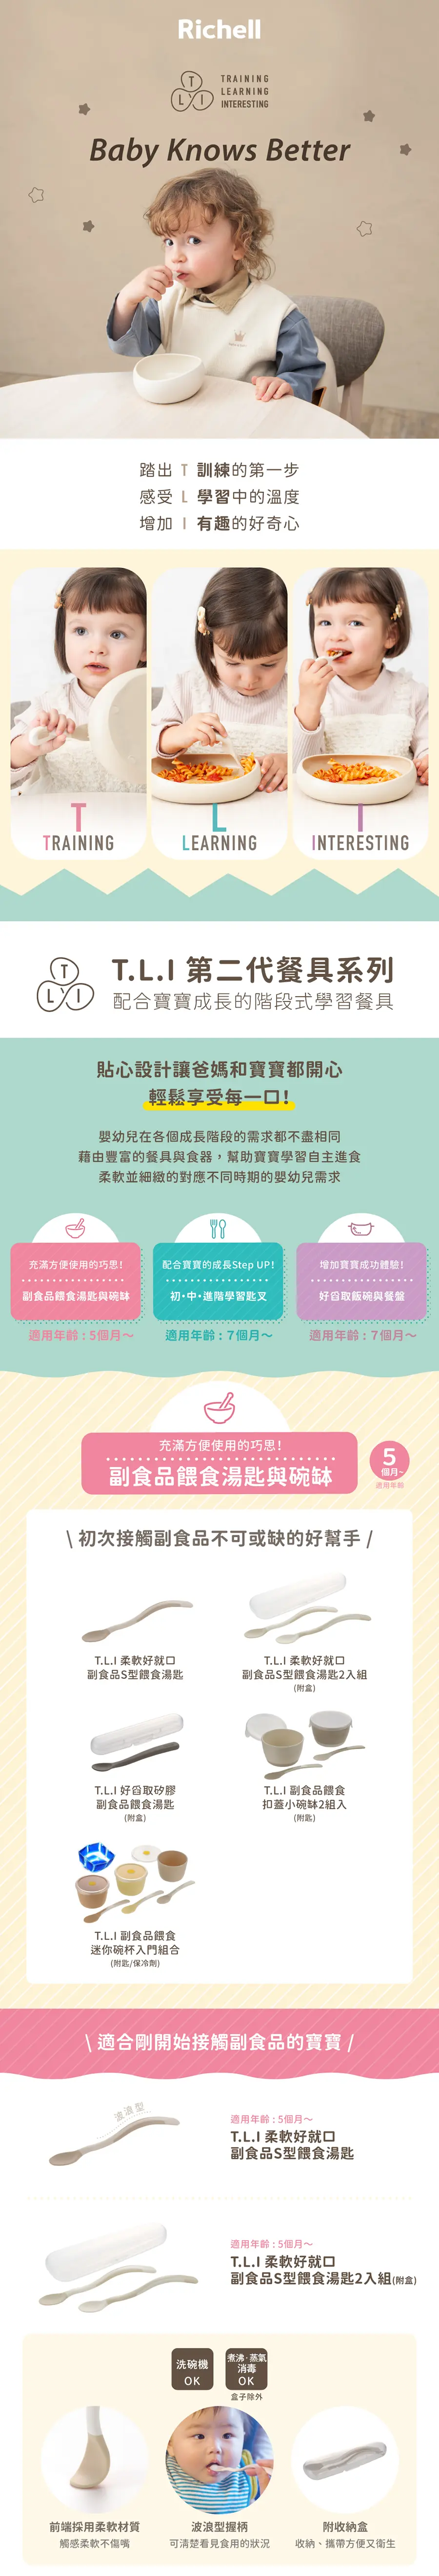 Richell
T
L I
TRAINING
LEARNING
INTERESTING
Baby Knows Better
踏出 T 訓練的第一步
感受 L 學習中的溫度
增加 I 有趣的好奇心
T
TRAINING
L
LEARNING
I
INTERESTING
T
L I
T.L.I 第二代餐具系列
配合寶寶成長的階段式學習餐具
貼心設計讓爸媽和寶寶都開心
輕鬆享受每一口！
嬰幼兒在各個成長階段的需求都不盡相同
藉由豐富的餐具與食器，幫助寶寶學習自主進食
柔軟並細緻的對應不同時期的嬰幼兒需求
充滿方便使用的巧思！
副食品餵食湯匙與碗缽
適用年齡：5個月～
配合寶寶的成長Step UP！
初•中•進階學習匙叉
適用年齡：7個月～
增加寶寶成功體驗！
好舀取飯碗與餐盤
適用年齡：7個月～
充滿方便使用的巧思！
副食品餵食湯匙與碗缽
5
個月~
適用年齡
\ 初次接觸副食品不可或缺的好幫手 /
T.L.I 柔軟好就口
副食品S型餵食湯匙
T.L.I 柔軟好就口
副食品S型餵食湯匙2入組
(附盒)
T.L.I 好舀取矽膠
副食品餵食湯匙
(附盒)
T.L.I 副食品餵食
扣蓋小碗缽2組入
(附匙)
T.L.I 副食品餵食
迷你碗杯入門組合
(附匙/保冷劑)
\ 適合剛開始接觸副食品的寶寶 /
波浪型
適用年齡：5個月～
T.L.I 柔軟好就口
副食品S型餵食湯匙
適用年齡：5個月～
T.L.I 柔軟好就口
副食品S型餵食湯匙2入組(附盒)
洗碗機
OK
煮沸·蒸氣
消毒
OK
盒子除外
前端採用柔軟材質
觸感柔軟不傷嘴
波浪型握柄
可清楚看見食用的狀況
附收納盒
收納、攜帶方便又衛生